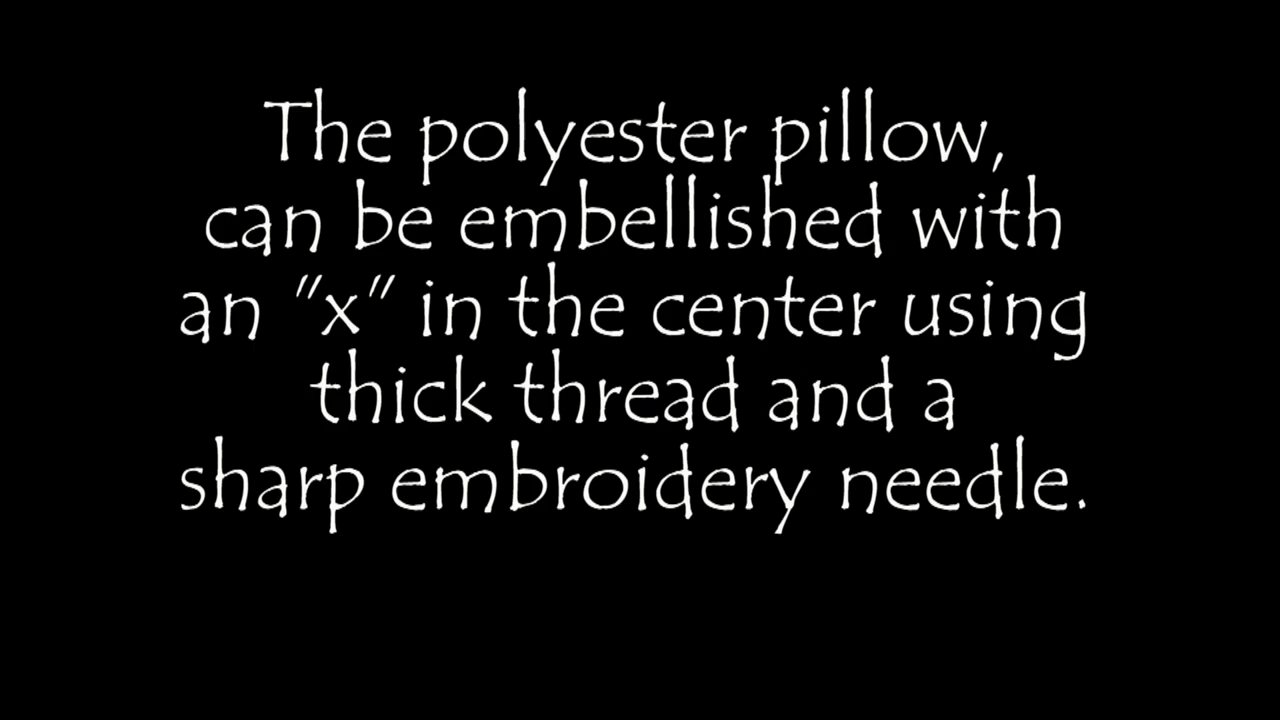 The polyester pillow,
can be embellished with
an "x" in the center using
thick thread and a
sharp embroidery needle.